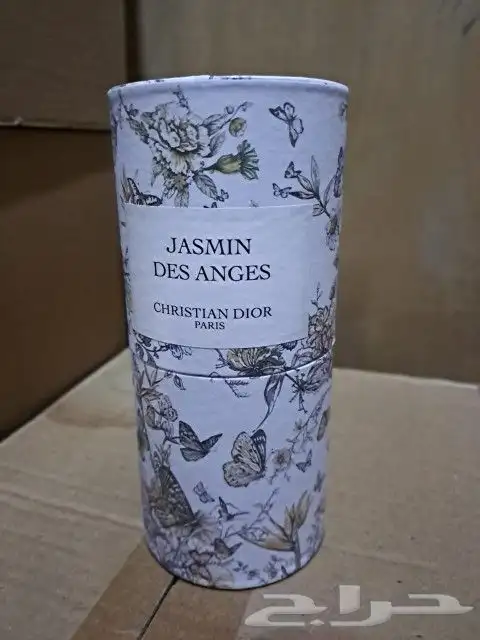 JASMIN
DES ANGES
CHRISTIAN DIOR
PARIS
حراج